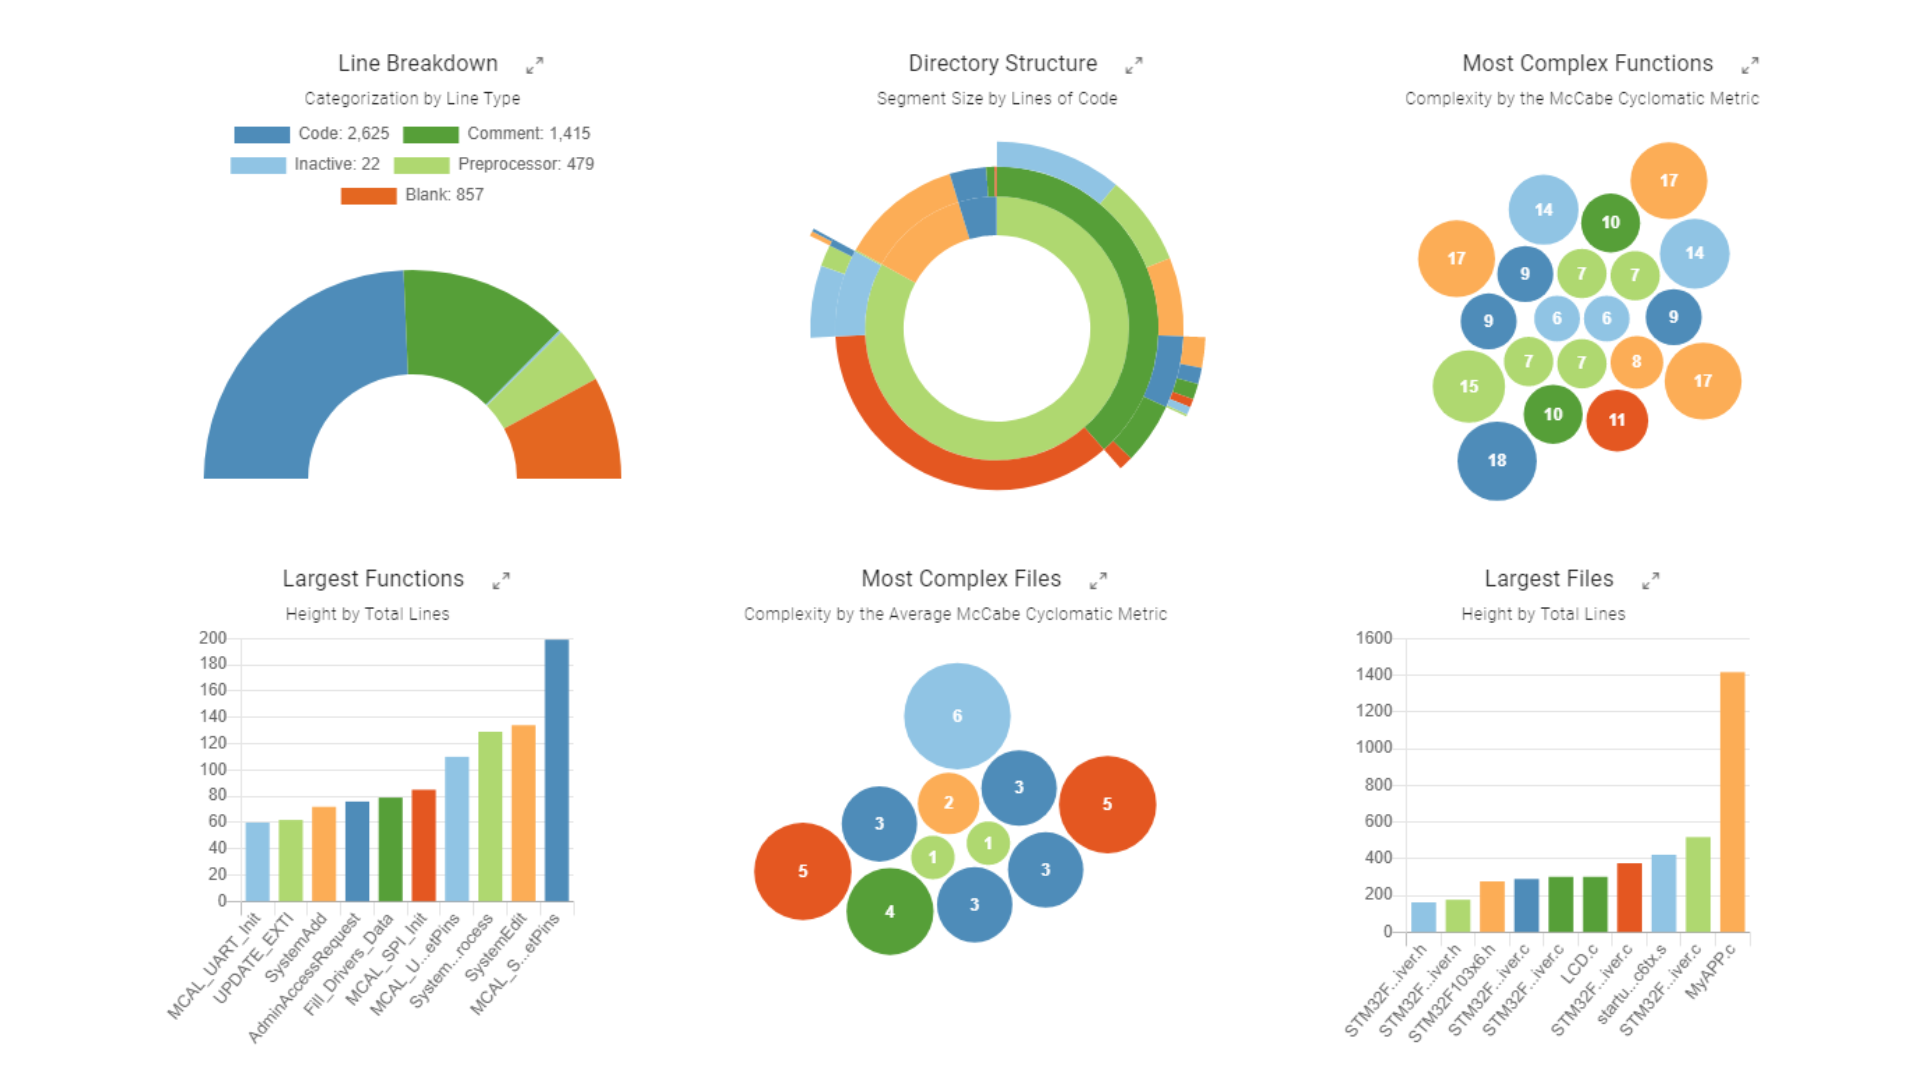 Line Breakdown
Categorization by Line Type
Code: 2,625 Comment: 1,415
Inactive: 22 Preprocessor: 479
Blank: 857
Directory Structure
Segment Size by Lines of Code
Most Complex Functions
Complexity by the McCabe Cyclomatic Metric
17
14
10
17
14
9
7
7
9
6
6
9
7
7
8
15
17
10
11
18
Largest Functions
Height by Total Lines
200
180
160
140
120
100
80
60
40
20
0
MCAL_UART_Init
UPDATE_EXTI
SystemAdd
AdminAccessRequest
Fill_Drivers_Data
MCAL_SPI_Init
MCAL_U...etPins
System...rocess
SystemEdit
MCAL_S...etPins
Most Complex Files
Complexity by the Average McCabe Cyclomatic Metric
6
3
2
5
3
1
1
5
3
4
3
Largest Files
Height by Total Lines
1600
1400
1200
1000
800
600
400
200
0
STM32F...iver.h
STM32F...iver.h
STM32F103x6.h
STM32F...iver.c
STM32F...iver.c
LCD.c
STM32F...iver.c
startu...c6tx.s
STM32F...iver.c
MyAPP.c